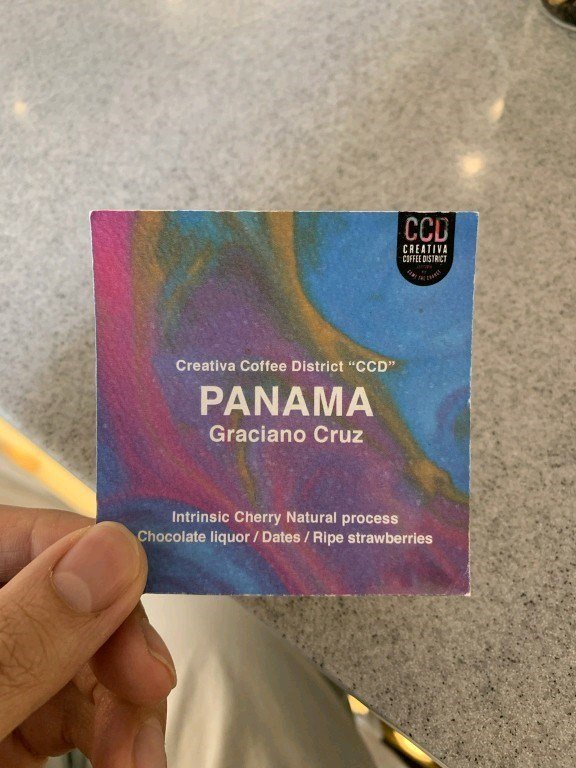 CCD
CREATIVA
COFFEE DISTRICT
Creativa Coffee District “CCD”
PANAMA
Graciano Cruz
Intrinsic Cherry Natural process
Chocolate liquor / Dates / Ripe strawberries